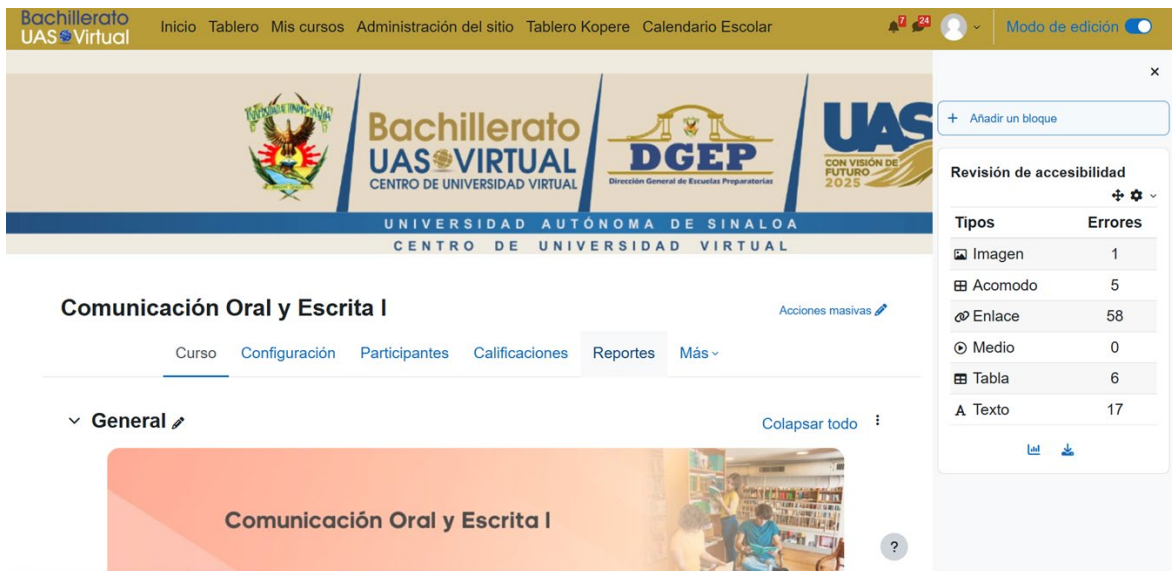 Bachillerato
UAS Virtual
Inicio Tablero Mis cursos Administración del sitio Tablero Kopere Calendario Escolar
7 24
Modo de edición
Bachillerato
UAS VIRTUAL
CENTRO DE UNIVERSIDAD VIRTUAL
DGEP
Dirección General de Escuelas Preparatorias
UAS
CON VISIÓN DE
FUTURO
2025
UNIVERSIDAD AUTÓNOMA DE SINALOA
CENTRO DE UNIVERSIDAD VIRTUAL
Comunicación Oral y Escrita I
Acciones masivas
Curso Configuración Participantes Calificaciones Reportes Más
General
Colapsar todo
Comunicación Oral y Escrita I
?
×
+ Añadir un bloque
Revisión de accesibilidad
Tipos Errores
Imagen 1
Acomodo 5
Enlace 58
Medio 0
Tabla 6
Texto 17